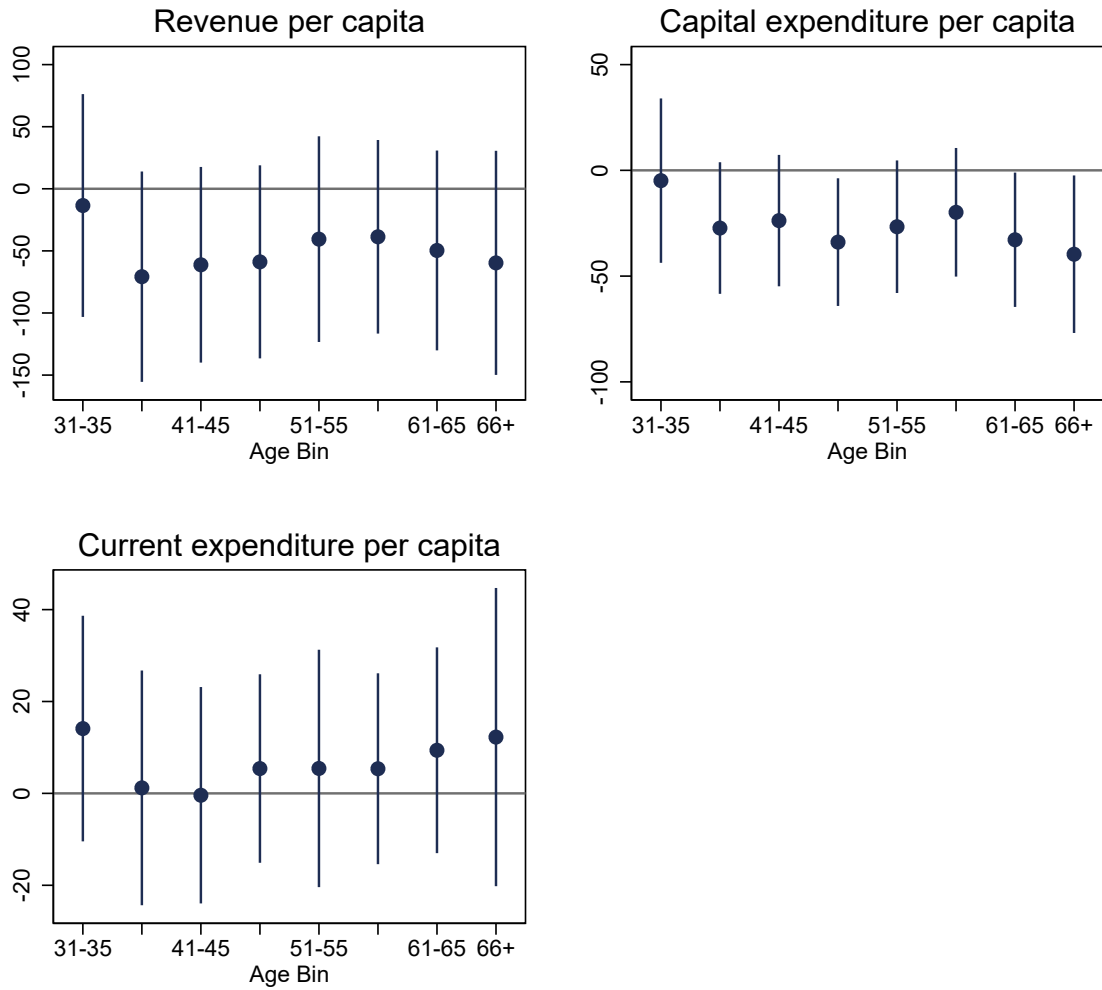 Revenue per capita
100
50
0
-50
-100
-150
31-35 41-45 51-55 61-65 66+
Age Bin
Capital expenditure per capita
50
0
-50
-100
31-35 41-45 51-55 61-65 66+
Age Bin
Current expenditure per capita
40
20
0
-20
31-35 41-45 51-55 61-65 66+
Age Bin